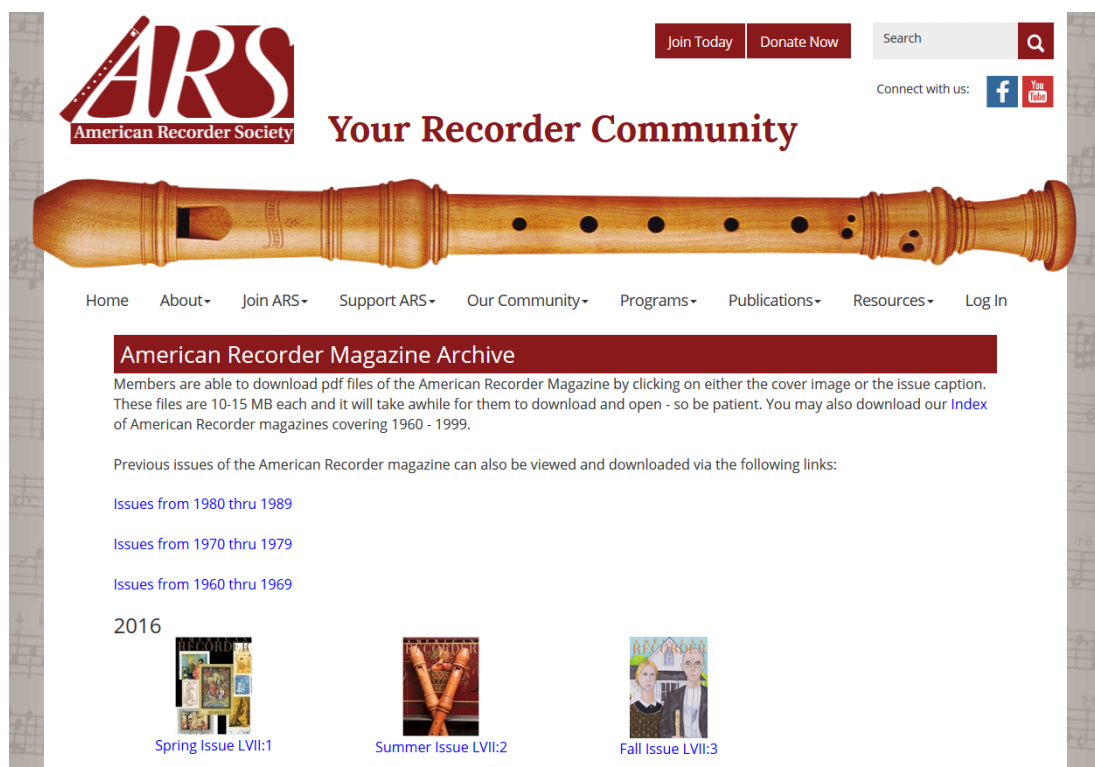 ARS
American Recorder Society
Join Today
Donate Now
Search
Connect with us:
f
You
Tube
Your Recorder Community
Home
About
Join ARS
Support ARS
Our Community
Programs
Publications
Resources
Log In
American Recorder Magazine Archive
Members are able to download pdf files of the American Recorder Magazine by clicking on either the cover image or the issue caption.
These files are 10-15 MB each and it will take awhile for them to download and open - so be patient. You may also download our Index
of American Recorder magazines covering 1960 - 1999.
Previous issues of the American Recorder magazine can also be viewed and downloaded via the following links:
Issues from 1980 thru 1989
Issues from 1970 thru 1979
Issues from 1960 thru 1969
2016
RECORDER
RECORDER
AMERICAN
RECORDER
Spring Issue LVII:1
Summer Issue LVII:2
Fall Issue LVII:3